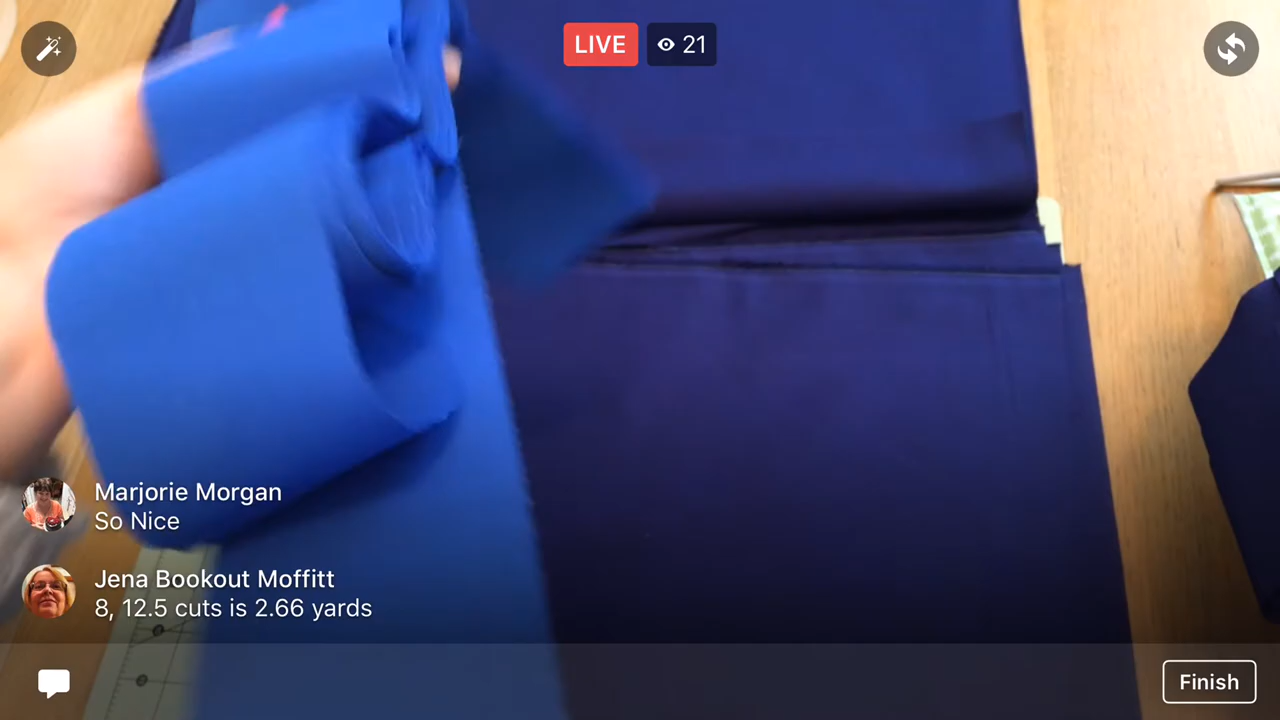 LIVE
21
Marjorie Morgan
So Nice
Jena Bookout Moffitt
8, 12.5 cuts is 2.66 yards
Finish